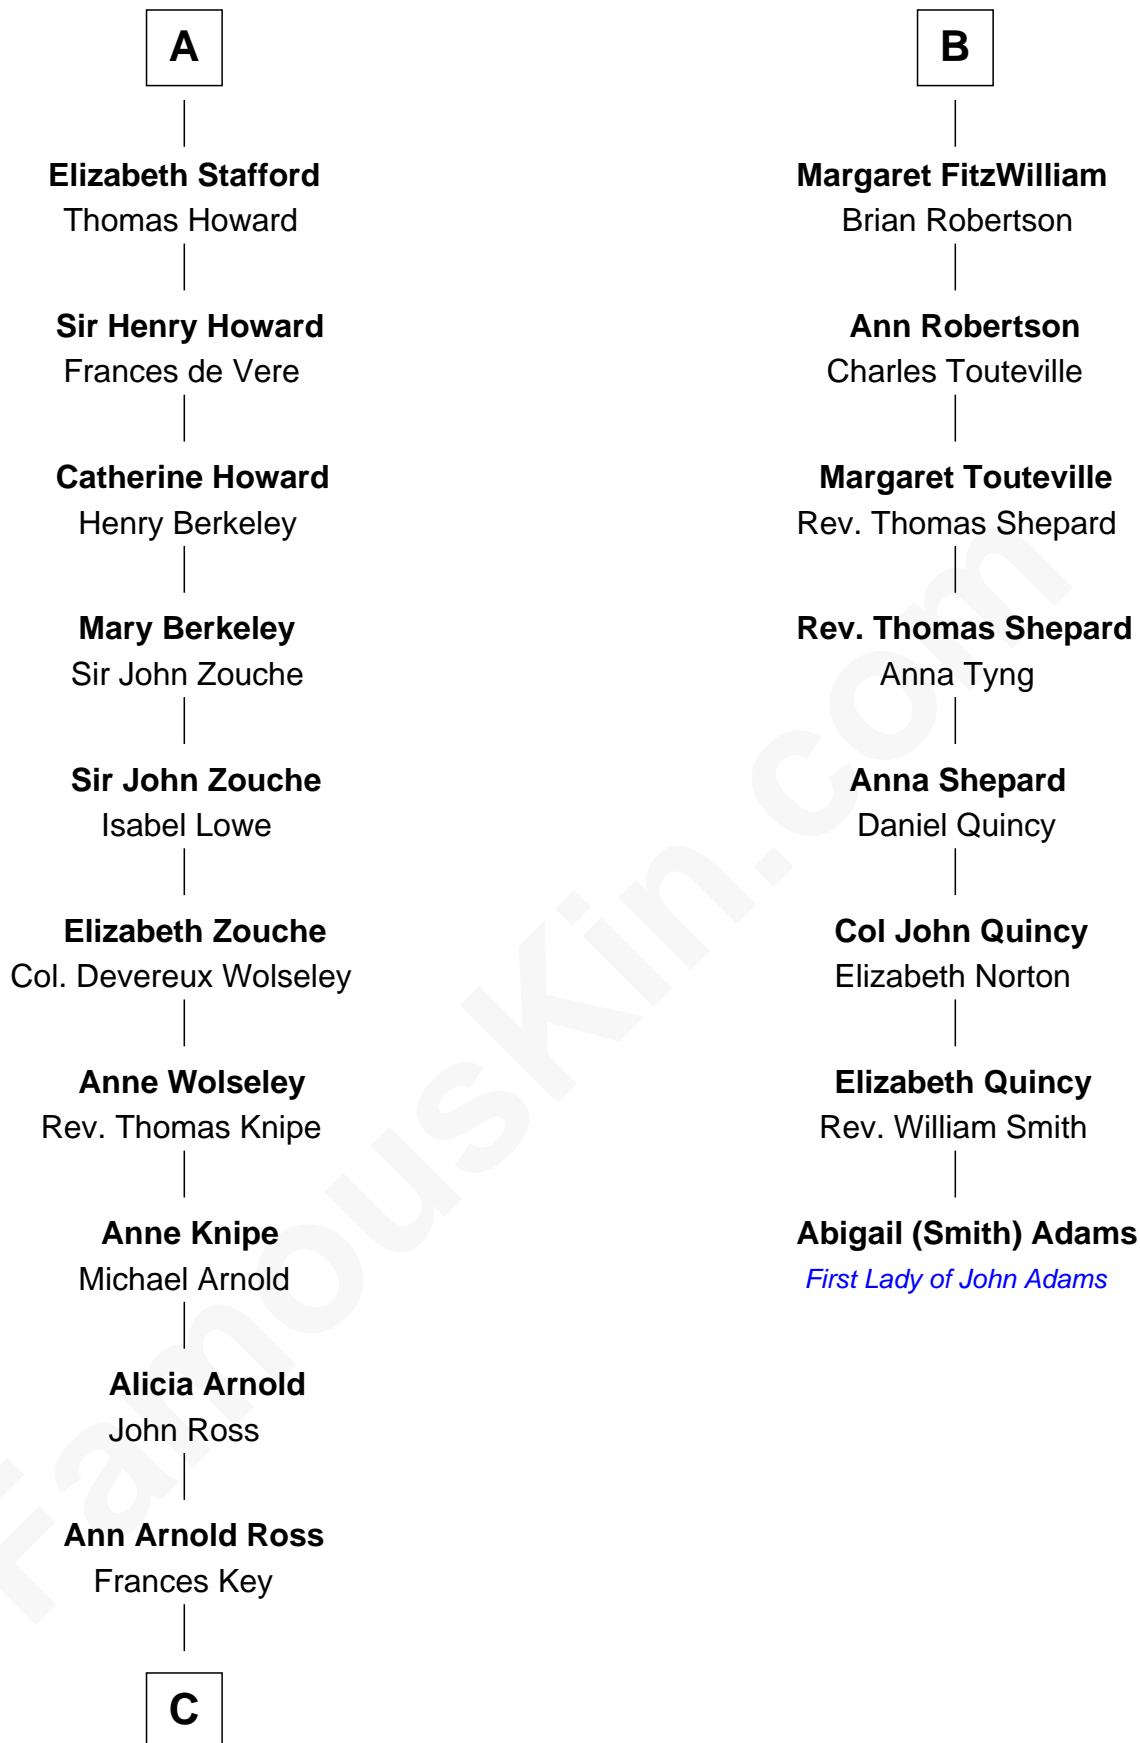 A
Elizabeth Stafford
Thomas Howard
Sir Henry Howard
Frances de Vere
Catherine Howard
Henry Berkeley
Mary Berkeley
Sir John Zouche
Sir John Zouche
Isabel Lowe
Elizabeth Zouche
Col. Devereux Wolseley
Anne Wolseley
Rev. Thomas Knipe
Anne Knipe
Michael Arnold
Alicia Arnold
John Ross
Ann Arnold Ross
Frances Key
C
B
Margaret FitzWilliam
Brian Robertson
Ann Robertson
Charles Touteville
Margaret Touteville
Rev. Thomas Shepard
Rev. Thomas Shepard
Anna Tyng
Anna Shepard
Daniel Quincy
Col John Quincy
Elizabeth Norton
Elizabeth Quincy
Rev. William Smith
Abigail (Smith) Adams
First Lady of John Adams
FamousKin.com